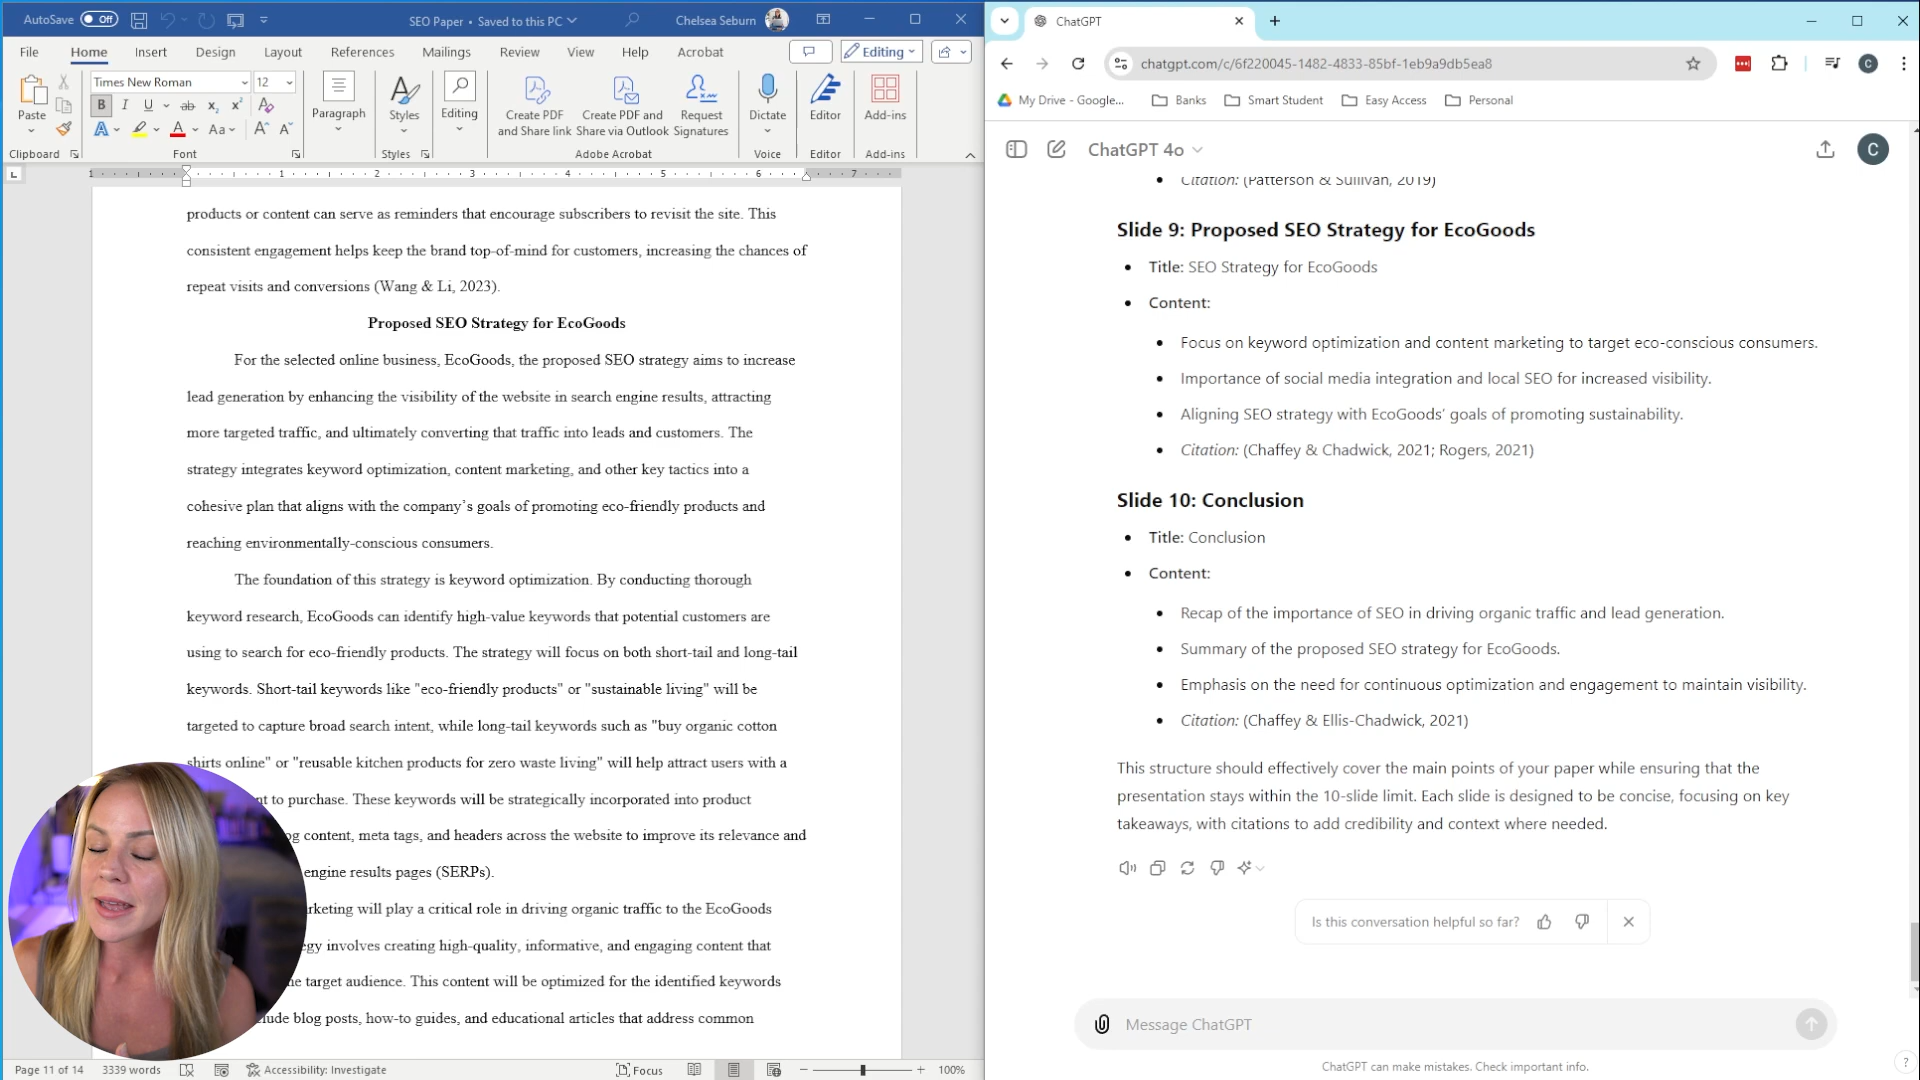 AutoSave Off
SEO Paper • Saved to this PC
Chelsea Seburn
File Home Insert Design Layout References Mailings Review View Help Acrobat
Editing
Times New Roman 12
Paste
Paragraph
Styles
Editing
Create PDF and Share link
Create PDF and Share via Outlook
Request Signatures
Dictate
Editor
Add-ins
Clipboard Font Styles Adobe Acrobat Voice Editor Add-ins
1 1 2 3 4 5 6 7
products or content can serve as reminders that encourage subscribers to revisit the site. This
consistent engagement helps keep the brand top-of-mind for customers, increasing the chances of
repeat visits and conversions (Wang & Li, 2023).
Proposed SEO Strategy for EcoGoods
For the selected online business, EcoGoods, the proposed SEO strategy aims to increase
lead generation by enhancing the visibility of the website in search engine results, attracting
more targeted traffic, and ultimately converting that traffic into leads and customers. The
strategy integrates keyword optimization, content marketing, and other key tactics into a
cohesive plan that aligns with the company's goals of promoting eco-friendly products and
reaching environmentally-conscious consumers.
The foundation of this strategy is keyword optimization. By conducting thorough
keyword research, EcoGoods can identify high-value keywords that potential customers are
using to search for eco-friendly products. The strategy will focus on both short-tail and long-tail
keywords. Short-tail keywords like "eco-friendly products" or "sustainable living" will be
targeted to capture broad search intent, while long-tail keywords such as "buy organic cotton
shirts online" or "reusable kitchen products for zero waste living" will help attract users with a
to purchase. These keywords will be strategically incorporated into product
content, meta tags, and headers across the website to improve its relevance and
engine results pages (SERPs).
will play a critical role in driving organic traffic to the EcoGoods
involves creating high-quality, informative, and engaging content that
target audience. This content will be optimized for the identified keywords
blog posts, how-to guides, and educational articles that address common
Page 11 of 14 3339 words Accessibility: Investigate Focus 100%
ChatGPT
chatgpt.com/c/6f220045-1482-4833-85bf-1eb9a9db5ea8
C
My Drive - Google... Banks Smart Student Easy Access Personal
ChatGPT 4o
C
Citation: (Patterson & Sullivan, 2019)
Slide 9: Proposed SEO Strategy for EcoGoods
Title: SEO Strategy for EcoGoods
Content:
Focus on keyword optimization and content marketing to target eco-conscious consumers.
Importance of social media integration and local SEO for increased visibility.
Aligning SEO strategy with EcoGoods' goals of promoting sustainability.
Citation: (Chaffey & Chadwick, 2021; Rogers, 2021)
Slide 10: Conclusion
Title: Conclusion
Content:
Recap of the importance of SEO in driving organic traffic and lead generation.
Summary of the proposed SEO strategy for EcoGoods.
Emphasis on the need for continuous optimization and engagement to maintain visibility.
Citation: (Chaffey & Ellis-Chadwick, 2021)
This structure should effectively cover the main points of your paper while ensuring that the
presentation stays within the 10-slide limit. Each slide is designed to be concise, focusing on key
takeaways, with citations to add credibility and context where needed.
Is this conversation helpful so far?
Message ChatGPT
ChatGPT can make mistakes. Check important info.
?